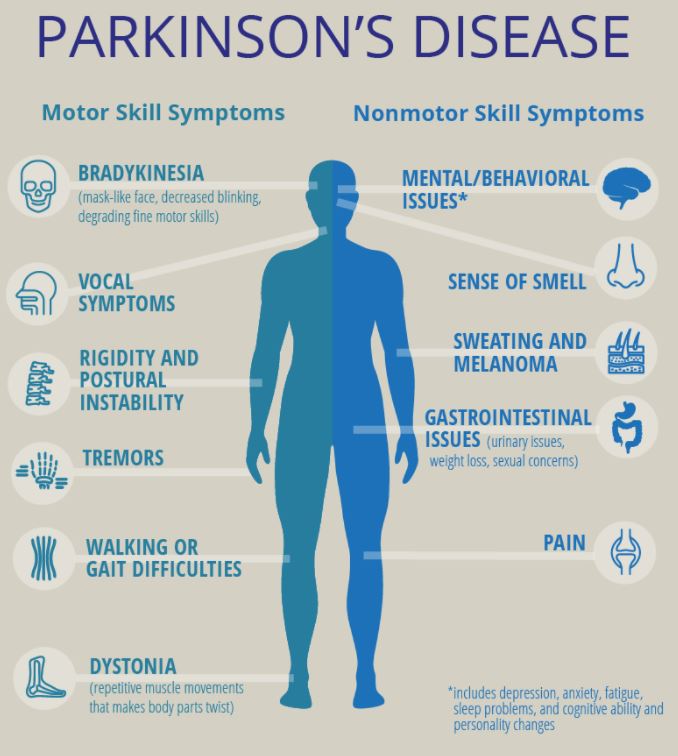 PARKINSON'S DISEASE
Motor Skill Symptoms
BRADYKINESIA
(mask-like face, decreased blinking,
degrading fine motor skills)
VOCAL
SYMPTOMS
RIGIDITY AND
POSTURAL
INSTABILITY
TREMORS
WALKING OR
GAIT DIFFICULTIES
DYSTONIA
(repetitive muscle movements
that makes body parts twist)
Nonmotor Skill Symptoms
MENTAL/BEHAVIORAL
ISSUES*
SENSE OF SMELL
SWEATING AND
MELANOMA
GASTROINTESTINAL
ISSUES (urinary issues,
weight loss, sexual concerns)
PAIN
*includes depression, anxiety, fatigue,
sleep problems, and cognitive ability and
personality changes